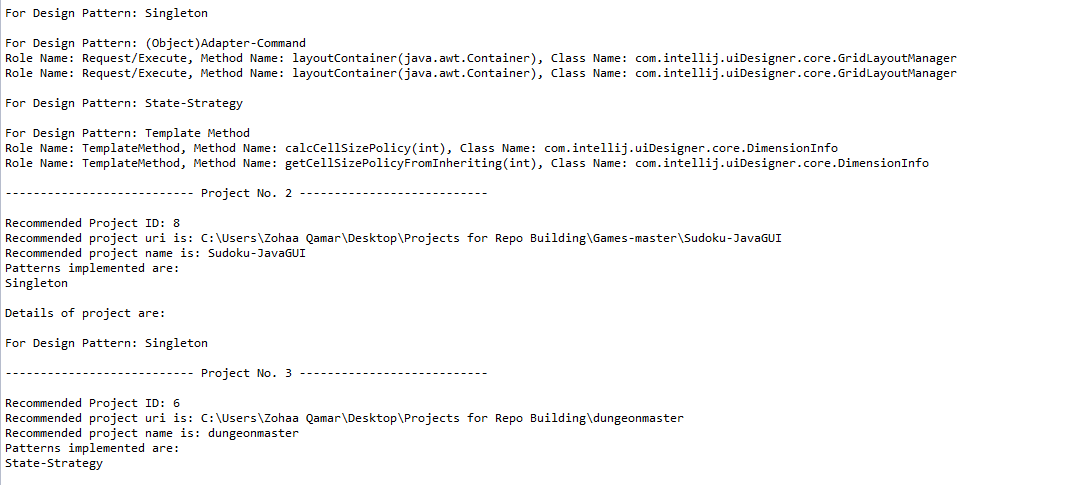 For Design Pattern: Singleton
For Design Pattern: (Object)Adapter-Command
Role Name: Request/Execute, Method Name: layoutContainer(java.awt.Container), Class Name: com.intellij.uiDesigner.core.GridLayoutManager
Role Name: Request/Execute, Method Name: layoutContainer(java.awt.Container), Class Name: com.intellij.uiDesigner.core.GridLayoutManager
For Design Pattern: State-Strategy
For Design Pattern: Template Method
Role Name: TemplateMethod, Method Name: calcCellSizePolicy(int), Class Name: com.intellij.uiDesigner.core.DimensionInfo
Role Name: TemplateMethod, Method Name: getCellSizePolicyFromInheriting(int), Class Name: com.intellij.uiDesigner.core.DimensionInfo
--------------------------- Project No. 2 ---------------------------
Recommended Project ID: 8
Recommended project uri is: C:\Users\Zohaa Qamar\Desktop\Projects for Repo Building\Games-master\Sudoku-JavaGUI
Recommended project name is: Sudoku-JavaGUI
Patterns implemented are:
Singleton
Details of project are:
For Design Pattern: Singleton
--------------------------- Project No. 3 ---------------------------
Recommended Project ID: 6
Recommended project uri is: C:\Users\Zohaa Qamar\Desktop\Projects for Repo Building\dungeonmaster
Recommended project name is: dungeonmaster
Patterns implemented are:
State-Strategy